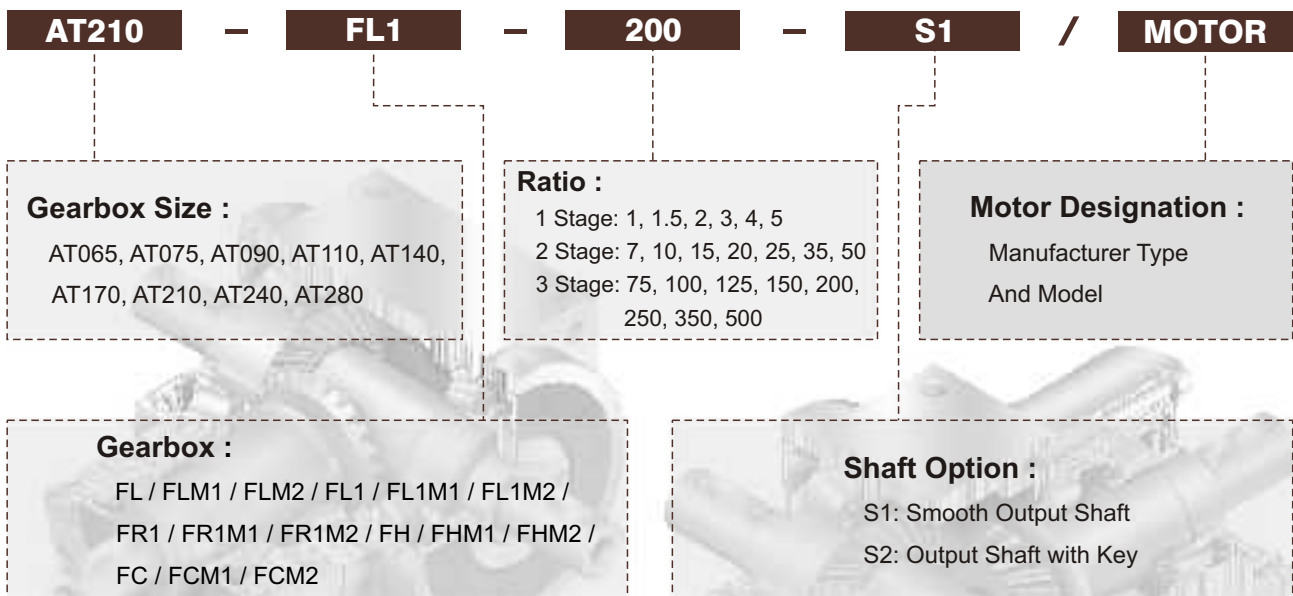 AT210 – FL1 – 200 – S1 / MOTOR
Gearbox Size :
AT065, AT075, AT090, AT110, AT140,
AT170, AT210, AT240, AT280
Ratio :
1 Stage: 1, 1.5, 2, 3, 4, 5
2 Stage: 7, 10, 15, 20, 25, 35, 50
3 Stage: 75, 100, 125, 150, 200,
250, 350, 500
Motor Designation :
Manufacturer Type
And Model
Gearbox :
FL / FLM1 / FLM2 / FL1 / FL1M1 / FL1M2 /
FR1 / FR1M1 / FR1M2 / FH / FHM1 / FHM2 /
FC / FCM1 / FCM2
Shaft Option :
S1: Smooth Output Shaft
S2: Output Shaft with Key